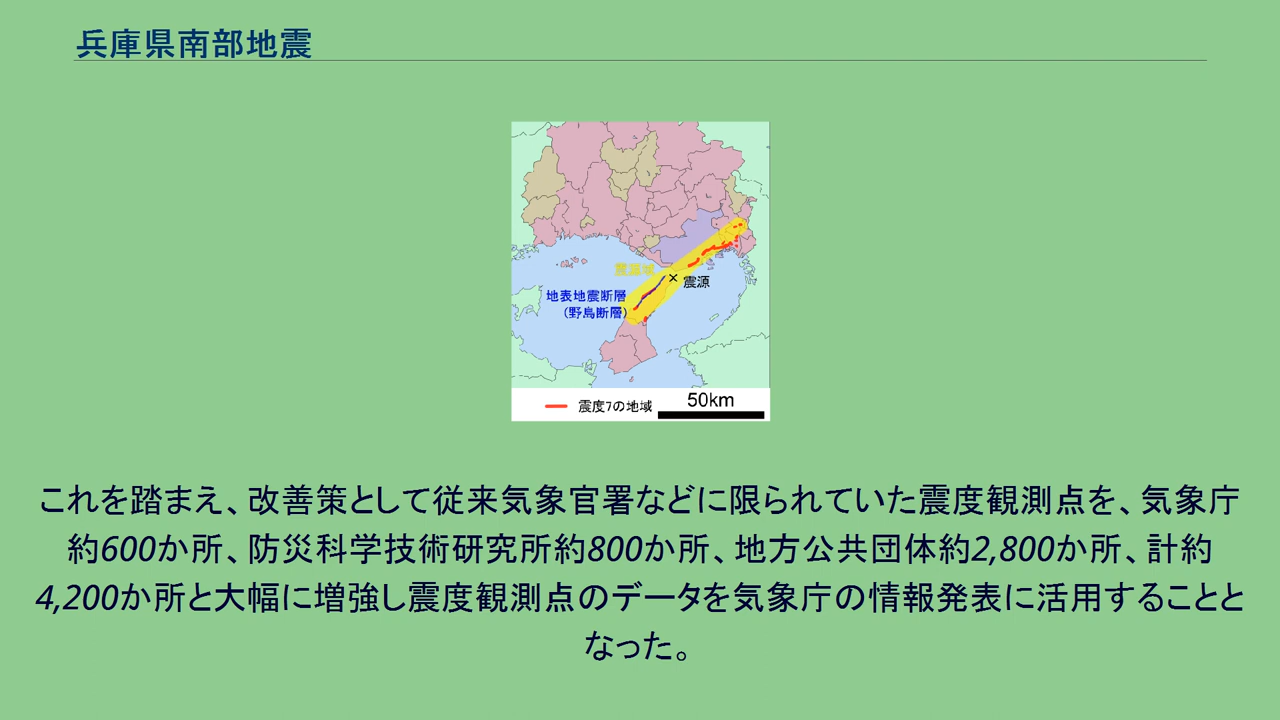 兵庫県南部地震
震源域
震源
地表地震断層
(野島断層)
震度7の地域
50km
これを踏まえ、改善策として従来気象官署などに限られていた震度観測点を、気象庁
約600か所、防災科学技術研究所約800か所、地方公共団体約2,800か所、計約
4,200か所と大幅に増強し震度観測点のデータを気象庁の情報発表に活用することと
なった。